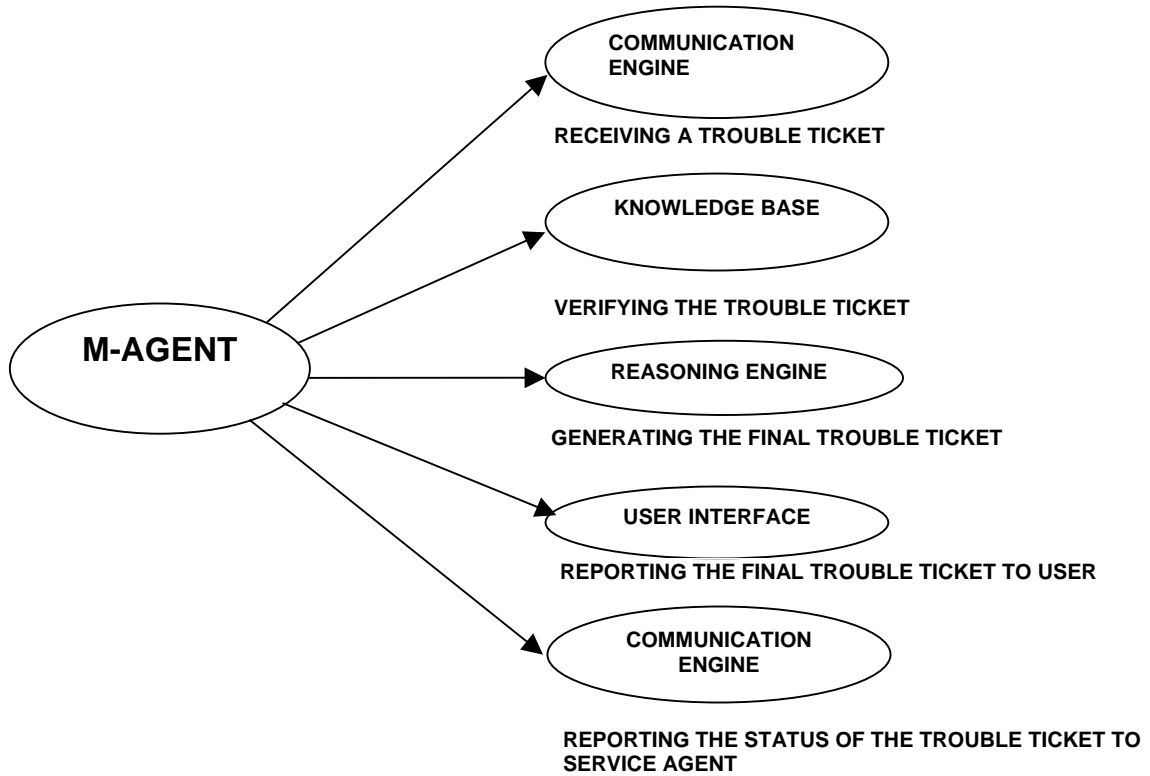 COMMUNICATION
ENGINE
RECEIVING A TROUBLE TICKET
KNOWLEDGE BASE
VERIFYING THE TROUBLE TICKET
M-AGENT
REASONING ENGINE
GENERATING THE FINAL TROUBLE TICKET
USER INTERFACE
REPORTING THE FINAL TROUBLE TICKET TO USER
COMMUNICATION
ENGINE
REPORTING THE STATUS OF THE TROUBLE TICKET TO
SERVICE AGENT